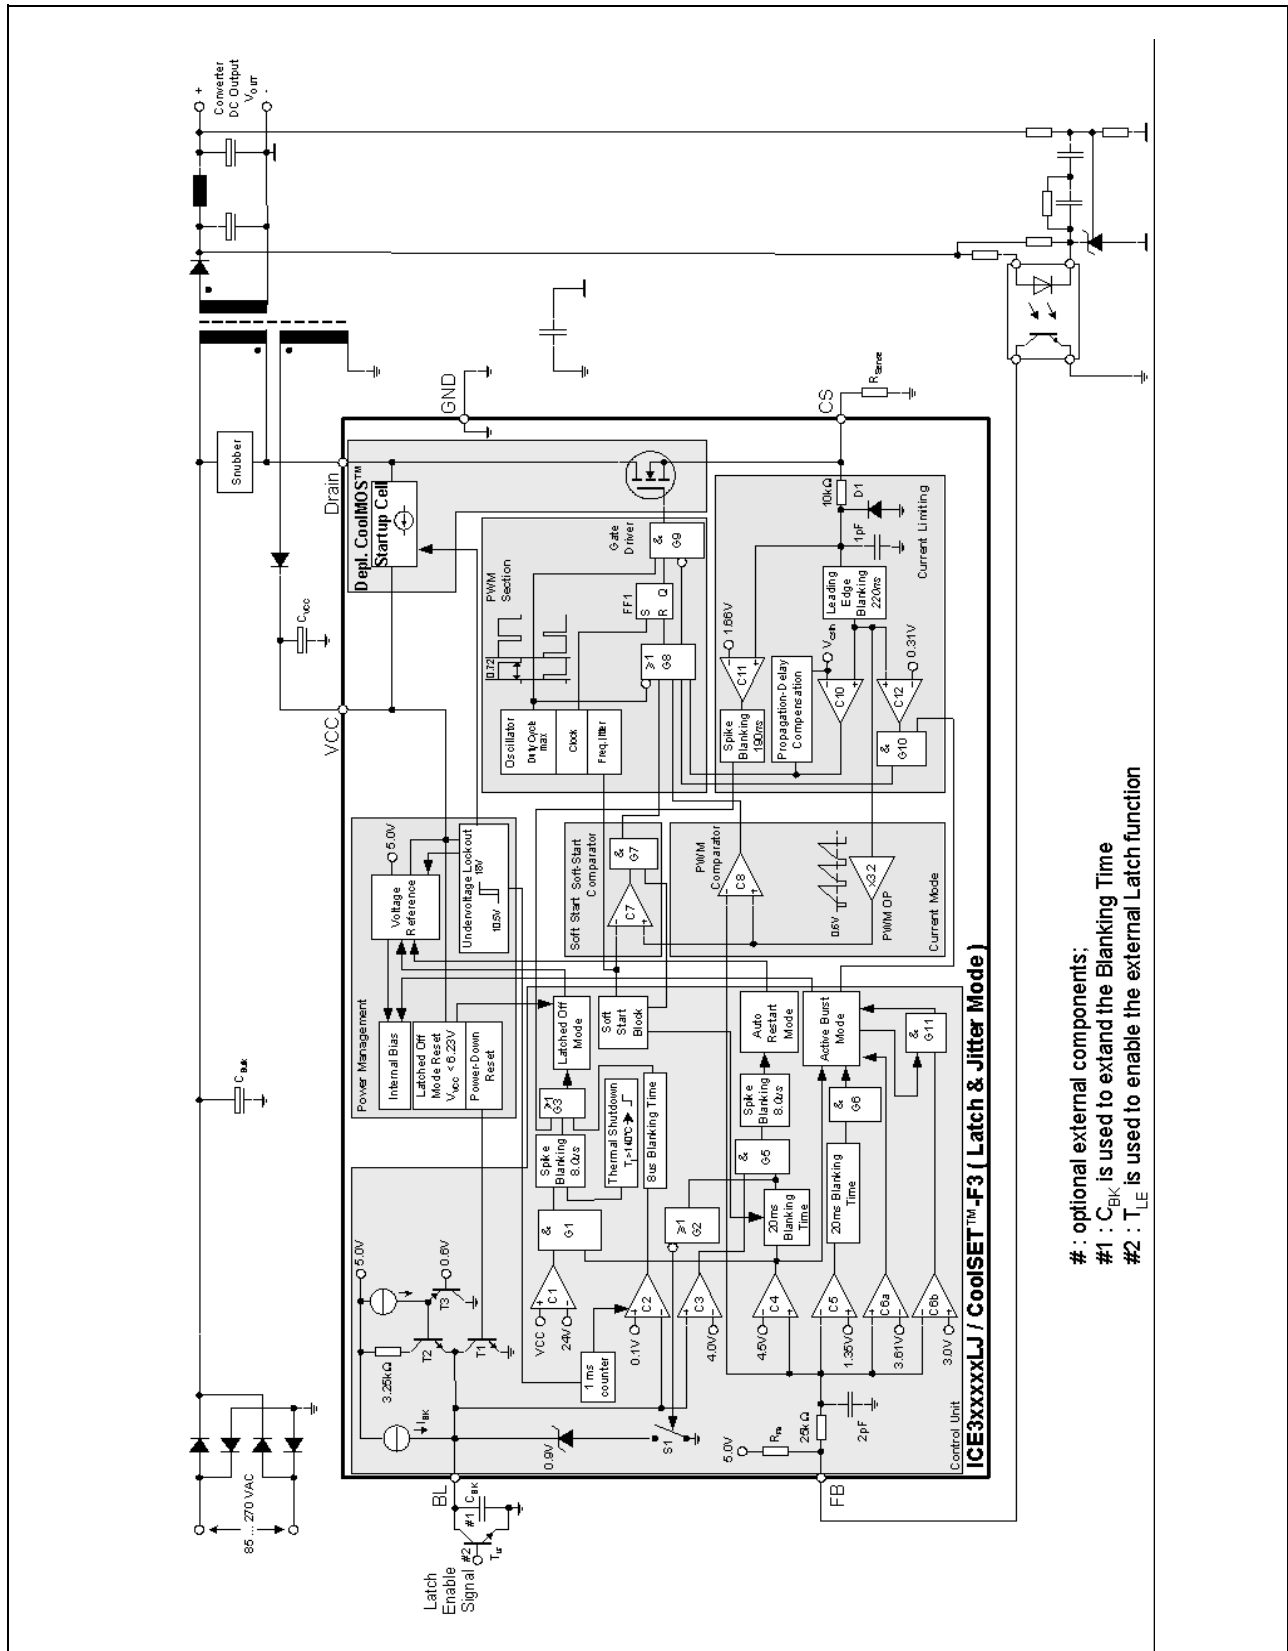 85 ... 270 VAC
C Bulk
Snubber
+
Converter
DC Output
VOUT
-
CVCC
VCC
Drain
GND
CS
RSense
BL
FB
#1 CBK
#2
Latch
Enable
Signal
Power Management
Internal Bias
Latched Off
Mode Reset
VVCC < 6.23V
Power-Down
Reset
Voltage
Reference
5.0V
Undervoltage Lockout
18V
10.5V
Depl. CoolMOS™
Startup Cell
PWM
Section
0.72
Oscillator
Duty Cycle
max
Clock
Freq. Jitter
Gate
Driver
FF1
S
R
Q
&
G9
≥1
G8
Soft Start
Soft-Start
Comparator
C7
&
G7
PWM
Comparator
C8
0.6V
x3.2
PWM OP
Current Mode
1.66V
C11
Spike
Blanking
190ns
Propagation-Delay
Compensation
Vcsth
C10
C12
0.31V
&
G10
Leading
Edge
Blanking
220ns
10kΩ
D1
1pF
Current Limiting
5.0V
IBK
3.25kΩ
T2
T3
0.6V
T1
0.9V
S1
1 ms
counter
VCC
24V
C1
&
G1
Spike
Blanking
8.0us
≥1
G3
Latched Off
Mode
Thermal Shutdown
Tj >140°C
8us Blanking Time
Soft
Start
Block
0.1V
C2
4.0V
C3
≥1
G2
4.5V
C4
20ms
Blanking
Time
&
G5
Spike
Blanking
8.0us
Auto
Restart
Mode
1.35V
C5
20ms Blanking
Time
&
G6
Active Burst
Mode
3.61V
C6a
3.0V
C6b
&
G11
5.0V
RFB
25kΩ
2pF
Control Unit
ICE3xxxxxLJ / CoolSET™-F3 ( Latch & Jitter Mode )
# : optional external components;
#1 : CBK is used to extand the Blanking Time
#2 : TLE is used to enable the external Latch function